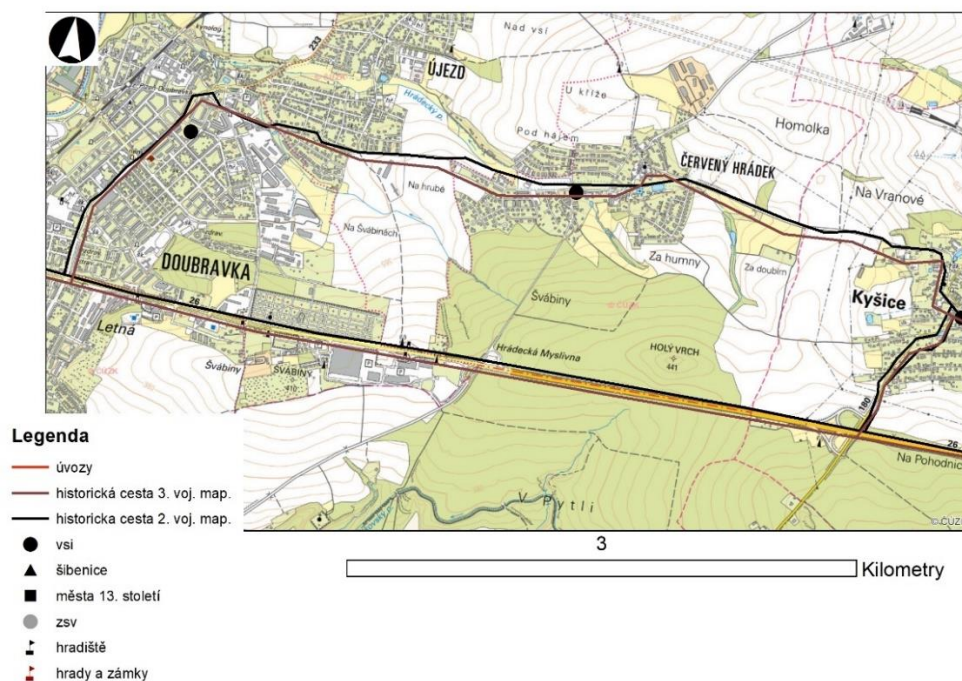 Nad vsí
233
ÚJEZD
U kříže
Hrádecký p.
Homolka
Pod hájem
ČERVENÝ HRÁDEK
Na hrubé
Na Vranové
Na Švábinách
Za humny
Za doubím
DOUBRAVKA
Kyšice
Švábiny
26
Letná
Hrádecká Myslivna
HOLÝ VRCH
441
Švábiny
ŠVÁBINY
410
180
26
Na Pohodnici
V Pytli
© ČÚZK
Legenda
úvozy
historická cesta 3. voj. map.
historicka cesta 2. voj. map.
vsi
šibenice
města 13. století
zsv
hradiště
hrady a zámky
3
Kilometry